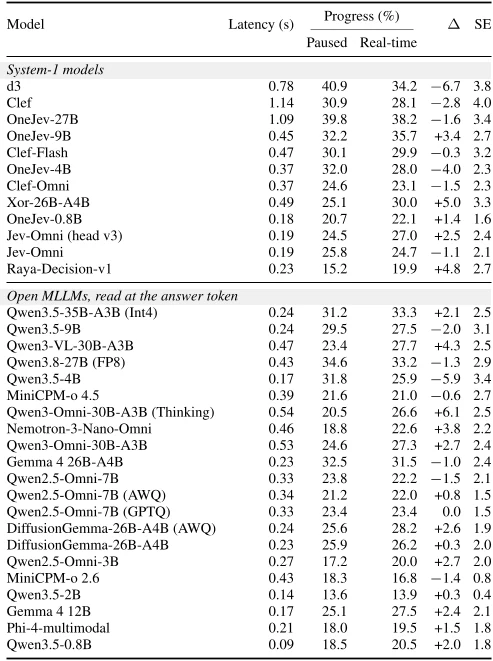 Model Latency (s) Progress (%) Δ SE
Paused Real-time
System-1 models
d3 0.78 40.9 34.2 −6.7 3.8
Clef 1.14 30.9 28.1 −2.8 4.0
OneJev-27B 1.09 39.8 38.2 −1.6 3.4
OneJev-9B 0.45 32.2 35.7 +3.4 2.7
Clef-Flash 0.47 30.1 29.9 −0.3 3.2
OneJev-4B 0.37 32.0 28.0 −4.0 2.3
Clef-Omni 0.37 24.6 23.1 −1.5 2.3
Xor-26B-A4B 0.49 25.1 30.0 +5.0 3.3
OneJev-0.8B 0.18 20.7 22.1 +1.4 1.6
Jev-Omni (head v3) 0.19 24.5 27.0 +2.5 2.4
Jev-Omni 0.19 25.8 24.7 −1.1 2.1
Raya-Decision-v1 0.23 15.2 19.9 +4.8 2.7
Open MLLMs, read at the answer token
Qwen3.5-35B-A3B (Int4) 0.24 31.2 33.3 +2.1 2.5
Qwen3.5-9B 0.24 29.5 27.5 −2.0 3.1
Qwen3-VL-30B-A3B 0.47 23.4 27.7 +4.3 2.5
Qwen3.8-27B (FP8) 0.43 34.6 33.2 −1.3 2.9
Qwen3.5-4B 0.17 31.8 25.9 −5.9 3.4
MiniCPM-o 4.5 0.39 21.6 21.0 −0.6 2.7
Qwen3-Omni-30B-A3B (Thinking) 0.54 20.5 26.6 +6.1 2.5
Nemotron-3-Nano-Omni 0.46 18.8 22.6 +3.8 2.2
Qwen3-Omni-30B-A3B 0.53 24.6 27.3 +2.7 2.4
Gemma 4 26B-A4B 0.23 32.5 31.5 −1.0 2.4
Qwen2.5-Omni-7B 0.33 23.8 22.2 −1.5 2.1
Qwen2.5-Omni-7B (AWQ) 0.34 21.2 22.0 +0.8 1.5
Qwen2.5-Omni-7B (GPTQ) 0.33 23.4 23.4 0.0 1.5
DiffusionGemma-26B-A4B (AWQ) 0.24 25.6 28.2 +2.6 1.9
DiffusionGemma-26B-A4B 0.23 25.9 26.2 +0.3 2.0
Qwen2.5-Omni-3B 0.27 17.2 20.0 +2.7 2.0
MiniCPM-o 2.6 0.43 18.3 16.8 −1.4 0.8
Qwen3.5-2B 0.14 13.6 13.9 +0.3 0.4
Gemma 4 12B 0.17 25.1 27.5 +2.4 2.1
Phi-4-multimodal 0.21 18.0 19.5 +1.5 1.8
Qwen3.5-0.8B 0.09 18.5 20.5 +2.0 1.8